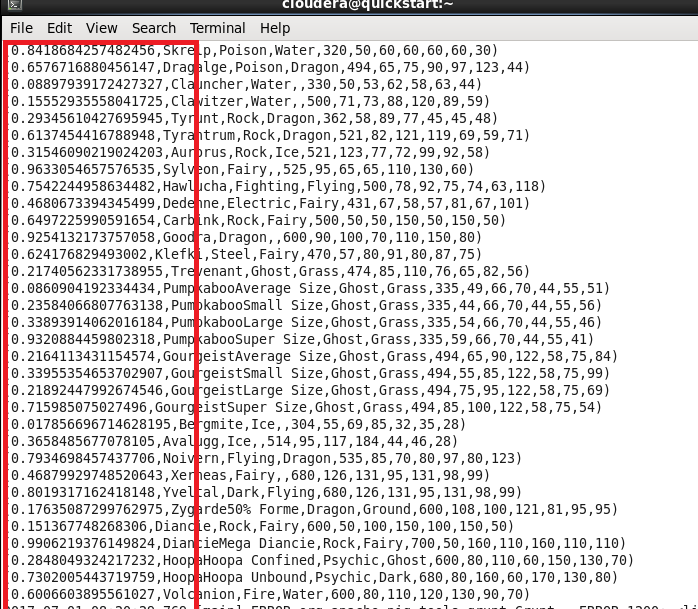 cloudera@quickstart:~
File Edit View Search Terminal Help
(0.8418684257482456,Skrelp,Poison,Water,320,50,60,60,60,60,30)
(0.6576716880456147,Dragalge,Poison,Dragon,494,65,75,90,97,123,44)
(0.08897939172427327,Clauncher,Water,,330,50,53,62,58,63,44)
(0.15552935558041725,Clawitzer,Water,,500,71,73,88,120,89,59)
(0.29345610427695945,Tyrunt,Rock,Dragon,362,58,89,77,45,45,48)
(0.6137454416788948,Tyrantrum,Rock,Dragon,521,82,121,119,69,59,71)
(0.31546090219024203,Aurorus,Rock,Ice,521,123,77,72,99,92,58)
(0.9633054657576535,Sylveon,Fairy,,525,95,65,65,110,130,60)
(0.7542244958634482,Hawlucha,Fighting,Flying,500,78,92,75,74,63,118)
(0.4680673394345499,Dedenne,Electric,Fairy,431,67,58,57,81,67,101)
(0.6497225990591654,Carbink,Rock,Fairy,500,50,50,150,50,150,50)
(0.9254132173757058,Goodra,Dragon,,600,90,100,70,110,150,80)
(0.624176829493002,Klefki,Steel,Fairy,470,57,80,91,80,87,75)
(0.21740562331738955,Trevenant,Ghost,Grass,474,85,110,76,65,82,56)
(0.0860904192334434,PumpkabooAverage Size,Ghost,Grass,335,49,66,70,44,55,51)
(0.23584066807763138,PumpkabooSmall Size,Ghost,Grass,335,44,66,70,44,55,56)
(0.33893914062016184,PumpkabooLarge Size,Ghost,Grass,335,54,66,70,44,55,46)
(0.9320884459802318,PumpkabooSuper Size,Ghost,Grass,335,59,66,70,44,55,41)
(0.2164113431154574,GourgeistAverage Size,Ghost,Grass,494,65,90,122,58,75,84)
(0.33955354653702907,GourgeistSmall Size,Ghost,Grass,494,55,85,122,58,75,99)
(0.21892447992674546,GourgeistLarge Size,Ghost,Grass,494,75,95,122,58,75,69)
(0.715985075027496,GourgeistSuper Size,Ghost,Grass,494,85,100,122,58,75,54)
(0.017856696714628195,Bergmite,Ice,,304,55,69,85,32,35,28)
(0.3658485677078105,Avalugg,Ice,,514,95,117,184,44,46,28)
(0.7934698457437706,Noivern,Flying,Dragon,535,85,70,80,97,80,123)
(0.46879929748520643,Xerneas,Fairy,,680,126,131,95,131,98,99)
(0.8019317162418148,Yveltal,Dark,Flying,680,126,131,95,131,98,99)
(0.17635087299762975,Zygarde50% Forme,Dragon,Ground,600,108,100,121,81,95,95)
(0.151367748268306,Diancie,Rock,Fairy,600,50,100,150,100,150,50)
(0.9906219376149824,DiancieMega Diancie,Rock,Fairy,700,50,160,110,160,110,110)
(0.2848049324217232,HoopaHoopa Confined,Psychic,Ghost,600,80,110,60,150,130,70)
(0.7302005443719759,HoopaHoopa Unbound,Psychic,Dark,680,80,160,60,170,130,80)
(0.6006603895561027,Volcanion,Fire,Water,600,80,110,120,130,90,70)